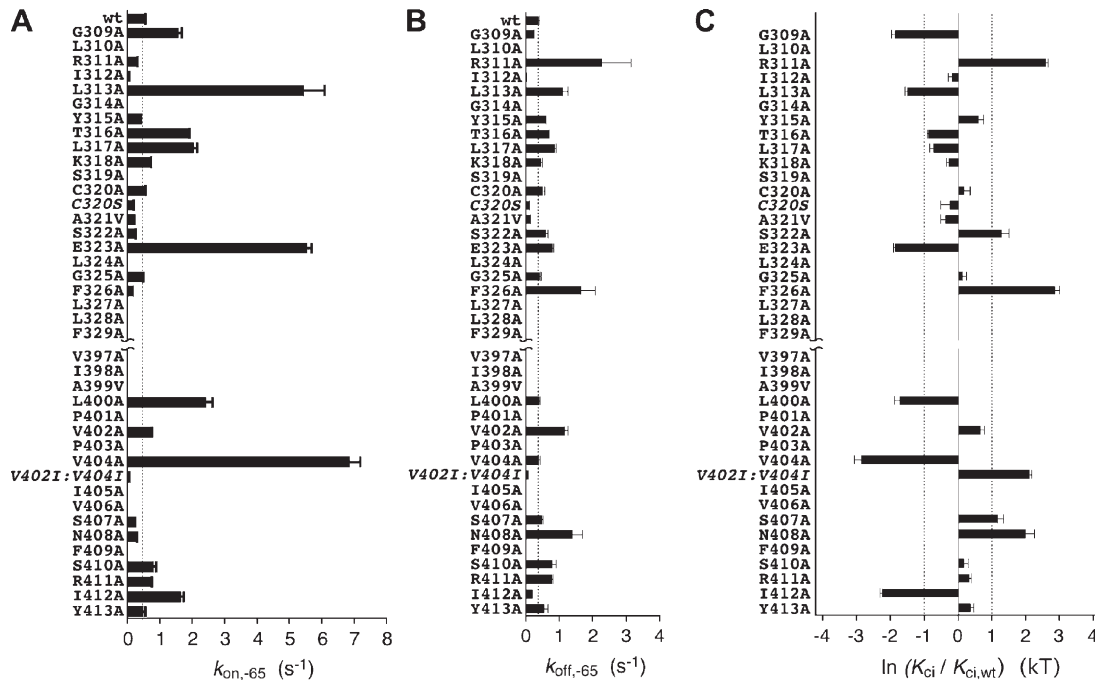 A
wt
G309A
L310A
R311A
I312A
L313A
G314A
Y315A
T316A
L317A
K318A
S319A
C320A
C320S
A321V
S322A
E323A
L324A
G325A
F326A
L327A
L328A
F329A
V397A
I398A
A399V
L400A
P401A
V402A
P403A
V404A
V402I:V404I
I405A
V406A
S407A
N408A
F409A
S410A
R411A
I412A
Y413A
0 1 2 3 4 5 6 7 8
kon,-65 (s-1)
B
wt
G309A
L310A
R311A
I312A
L313A
G314A
Y315A
T316A
L317A
K318A
S319A
C320A
C320S
A321V
S322A
E323A
L324A
G325A
F326A
L327A
L328A
F329A
V397A
I398A
A399V
L400A
P401A
V402A
P403A
V404A
V402I:V404I
I405A
V406A
S407A
N408A
F409A
S410A
R411A
I412A
Y413A
0 1 2 3 4
koff,-65 (s-1)
C
G309A
L310A
R311A
I312A
L313A
G314A
Y315A
T316A
L317A
K318A
S319A
C320A
C320S
A321V
S322A
E323A
L324A
G325A
F326A
L327A
L328A
F329A
V397A
I398A
A399V
L400A
P401A
V402A
P403A
V404A
V402I:V404I
I405A
V406A
S407A
N408A
F409A
S410A
R411A
I412A
Y413A
-4 -3 -2 -1 0 1 2 3 4
ln (Kci / Kci,wt) (kT)